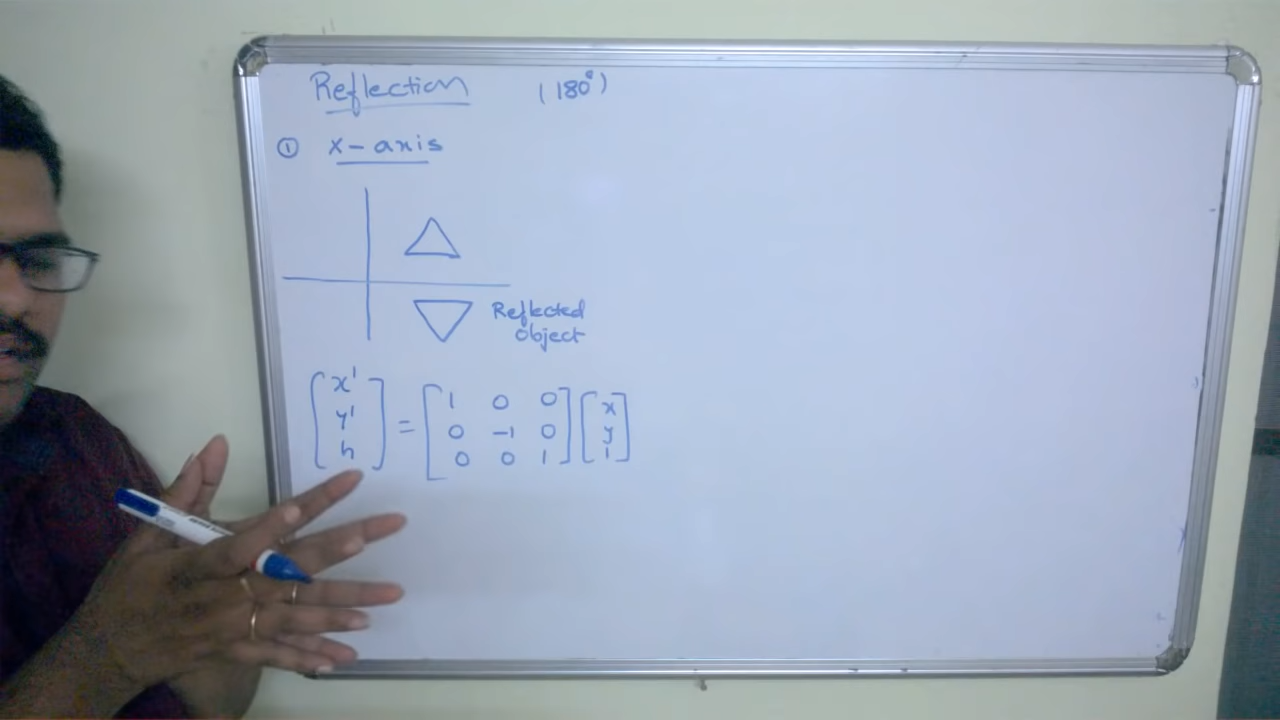 Reflection (180°)
① x-axis
Reflected
object
[x' y' h] = [1 0 0] [x]
[0 -1 0] [y]
[0 0 1] [1]